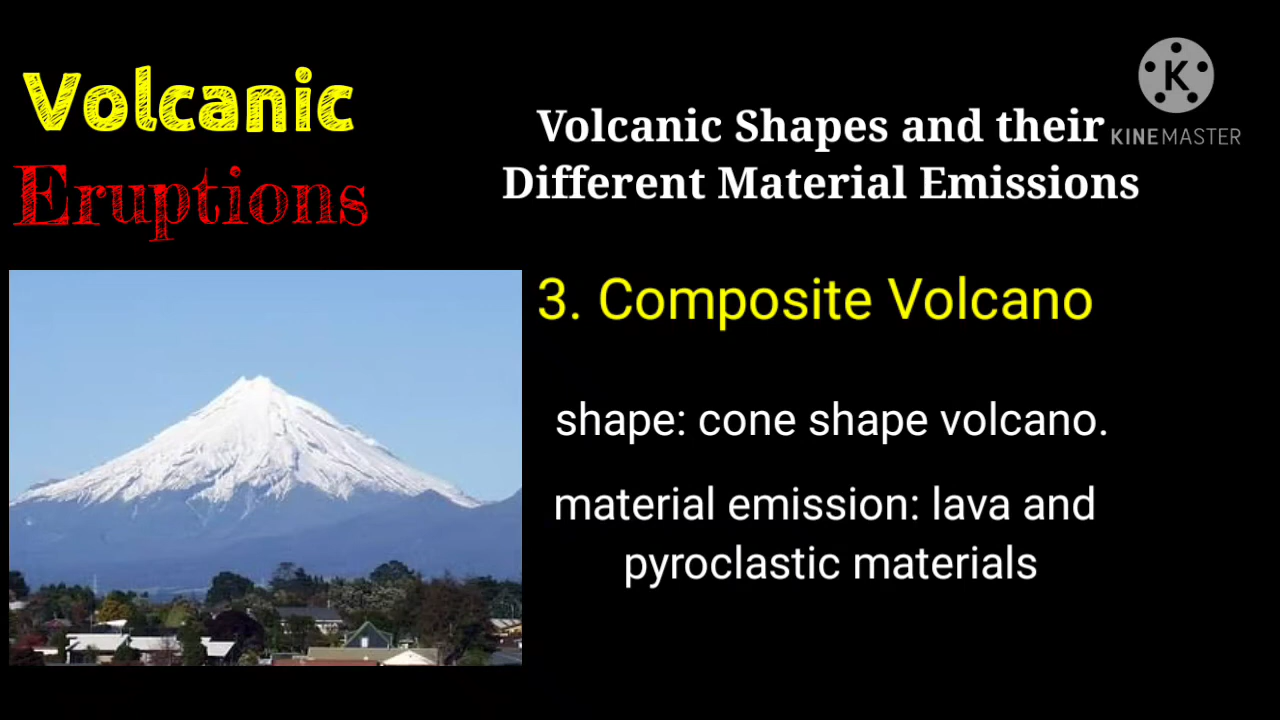 Volcanic
Eruptions
Volcanic Shapes and their
Different Material Emissions
K
KINEMASTER
3. Composite Volcano
shape: cone shape volcano.
material emission: lava and
pyroclastic materials